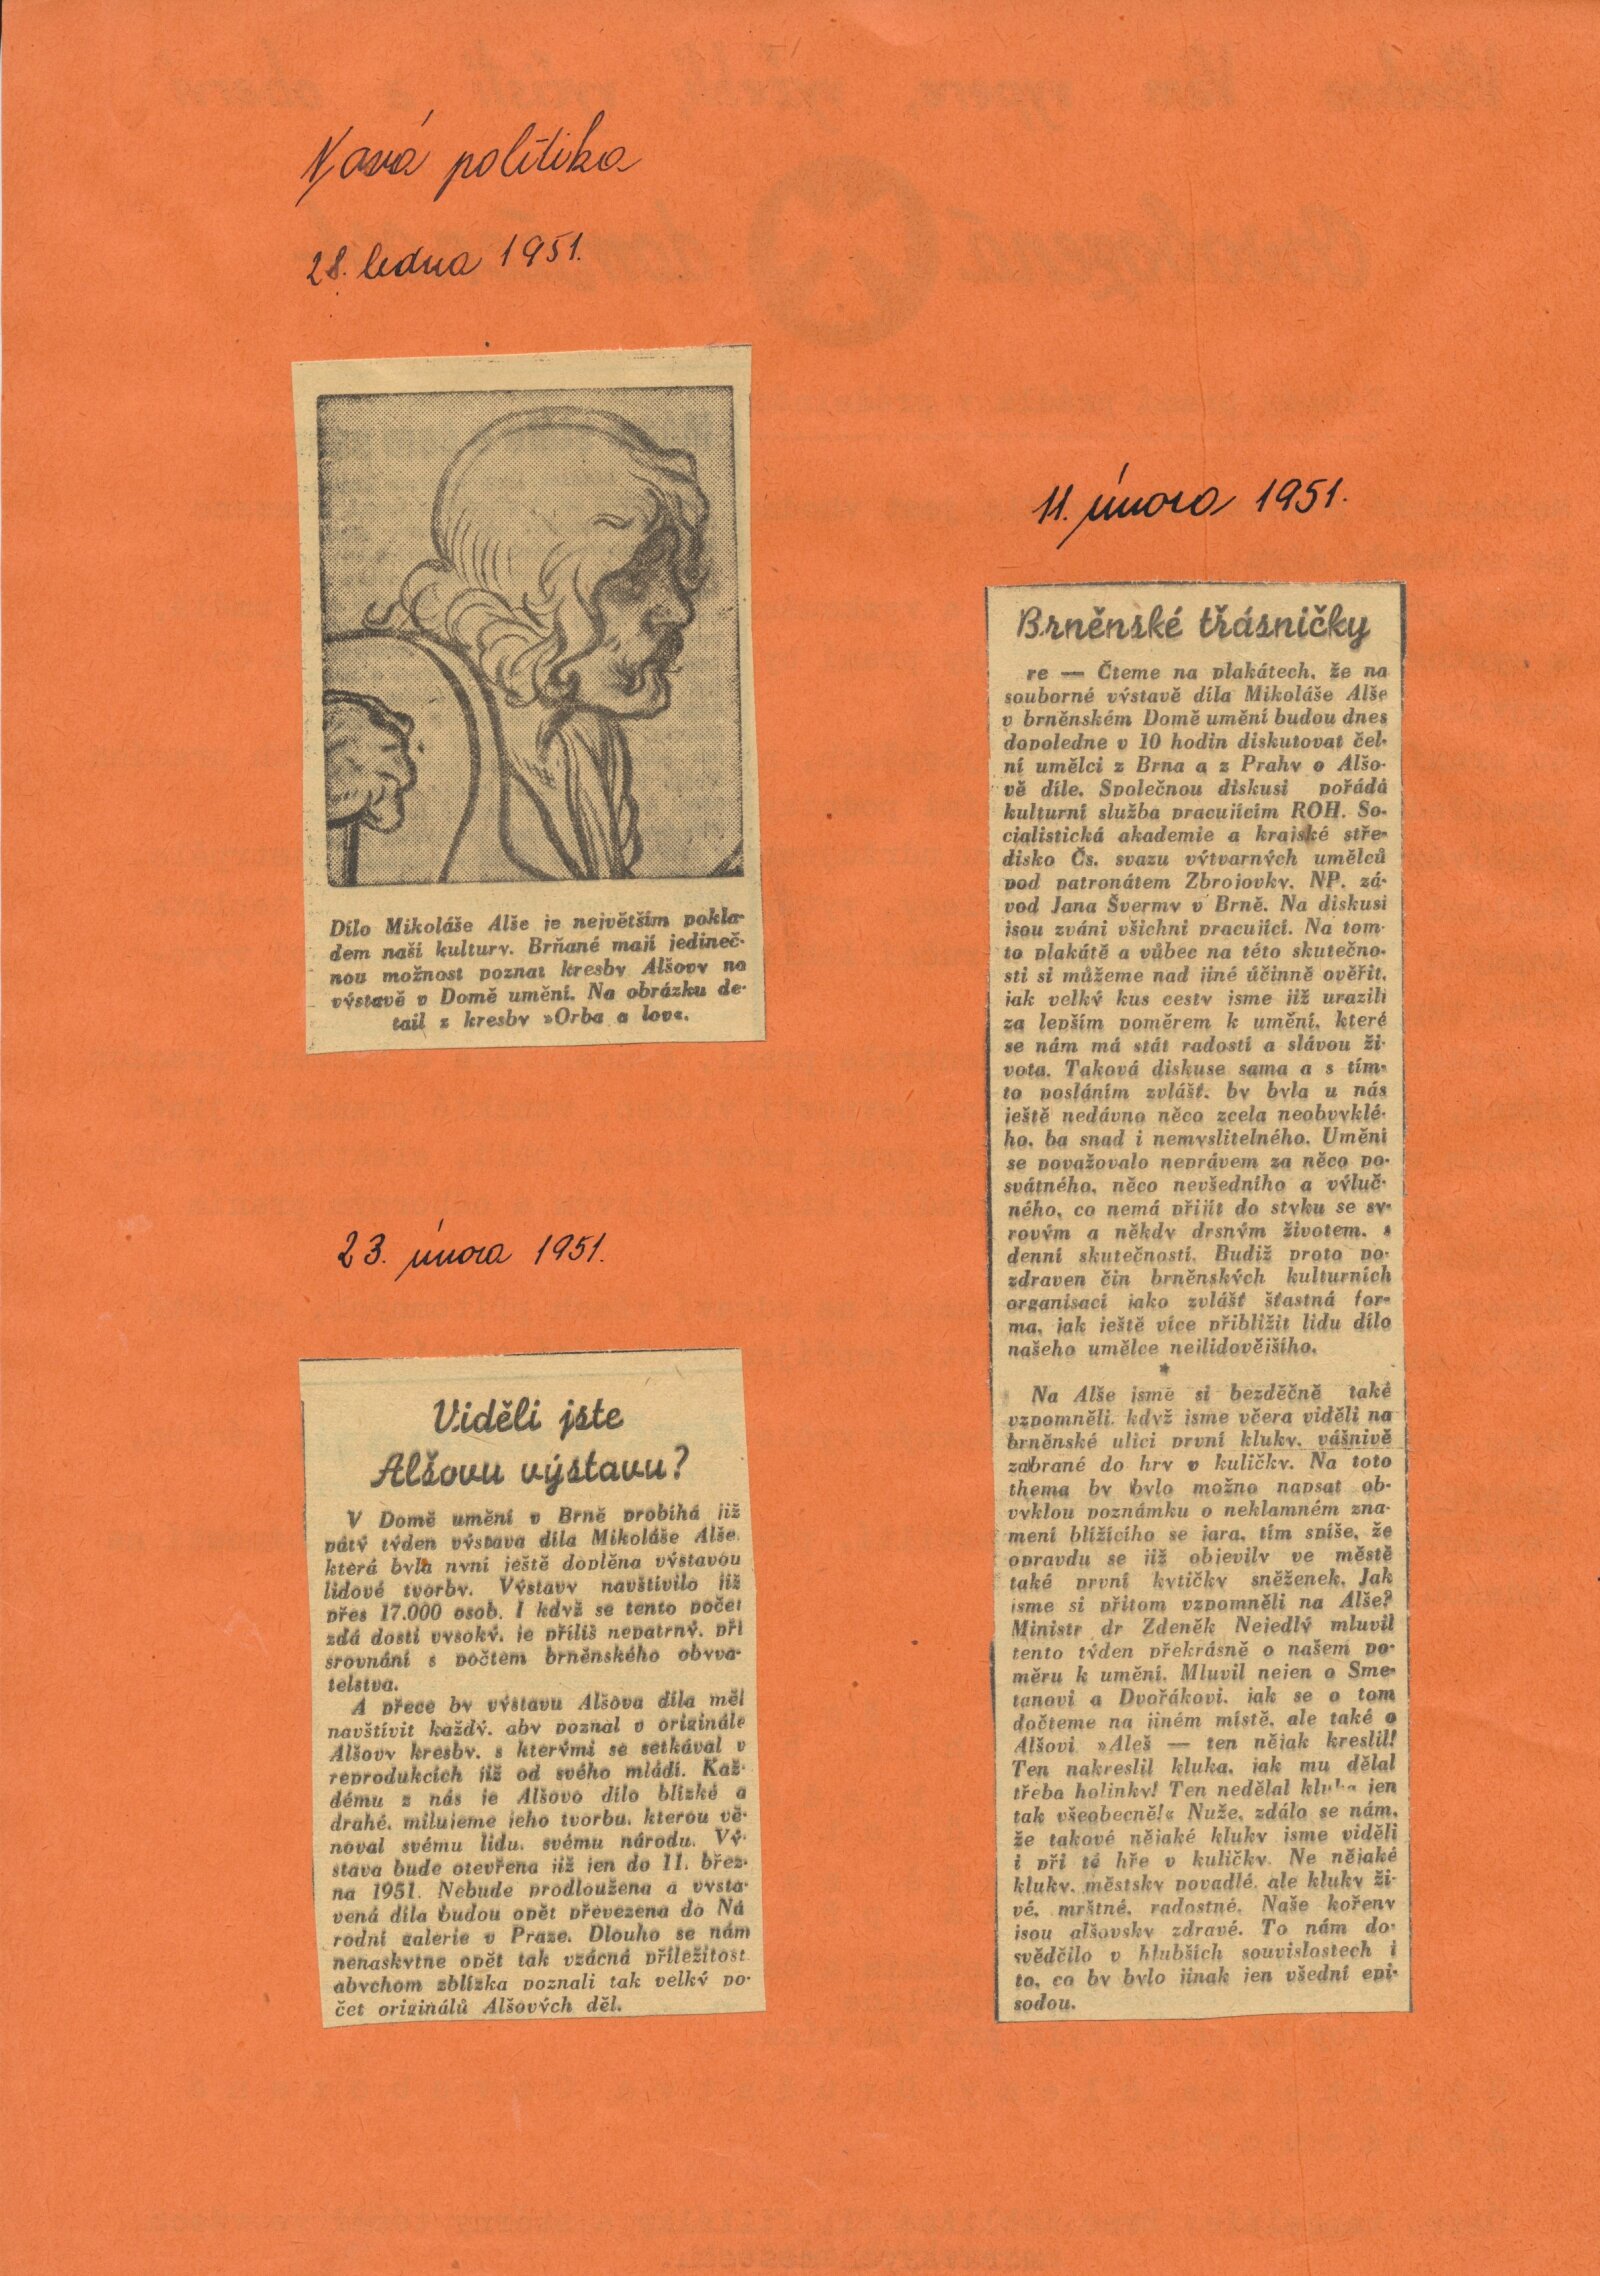 Nová politika
28. ledna 1951.
Dílo Mikoláše Alše je největším pokla-
dem naší kultury. Brňané mají jedineč-
nou možnost poznat kresby Alšovy na
výstavě v Domě umění. Na obrázku de-
tail z kresby »Orba a lov«.
23. února 1951.
Viděli jste
Alšovu výstavu?
V Domě umění v Brně probíhá již
pátý týden výstava díla Mikoláše Alše,
která byla nyní ještě doplěna výstavou
lidové tvorby. Výstavy navštívilo již
přes 17.000 osob. I když se tento počet
zdá dosti vysoký, je příliš nepatrný, při
srovnání s počtem brněnského obyva-
telstva.
A přece by výstavu Alšova díla měl
navštívit každý, aby poznal v originále
Alšovy kresby, s kterými se setkával v
reprodukcích již od svého mládí. Kaž-
dému z nás je Alšovo dílo blízké a
drahé, milujeme jeho tvorbu, kterou vě-
noval svému lidu, svému národu. Vý-
stava bude otevřena již jen do 11. břez-
na 1951. Nebude prodloužena a vysta-
vená díla budou opět převezena do Ná
rodní galerie v Praze. Dlouho se nám
nenaskytne opět tak vzácná příležitost
abychom zblízka poznali tak velký po-
čet originálů Alšových děl.
11. února 1951.
Brněnské třásničky
re — Čteme na plakátech, že na
souborné výstavě díla Mikoláše Alše
v brněnském Domě umění budou dnes
dopoledne v 10 hodin diskutovat čel-
ní umělci z Brna a z Prahy o Alšo-
vě díle. Společnou diskusi pořádá
kulturní služba pracujícím ROH, So-
cialistická akademie a krajské stře-
disko Čs. svazu výtvarných umělců
pod patronátem Zbrojovky, NP, zá-
vod Jana Švermy v Brně. Na diskusi
jsou zváni všichni pracující. Na tom-
to plakátě a vůbec na této skutečno-
sti si můžeme nad jiné účinně ověřit,
jak velký kus cesty jsme již urazili
za lepším poměrem k umění, které
se nám má stát radostí a slávou ži-
vota. Taková diskuse sama a s tím-
to posláním zvlášť, by byla u nás
ještě nedávno něco zcela neobvyklé-
ho, ba snad i nemyslitelného. Umění
se považovalo neprávem za něco po-
svátného, něco nevšedního a výluč-
ného, co nemá přijít do styku se sy-
rovým a někdy drsným životem, s
denní skutečností. Budiž proto po-
zdraven čin brněnských kulturních
organisací jako zvlášť šťastná for-
ma, jak ještě více přiblížit lidu dílo
našeho umělce nejlidovějšího.
*
Na Alše jsme si bezděčně také
vzpomněli, když jsme včera viděli na
brněnské ulici první kluky, vášnivě
zabrané do hry v kuličky. Na toto
thema by bylo možno napsat ob-
vyklou poznámku o neklamném zna-
mení blížícího se jara, tím spíše, že
opravdu se již objevily ve městě
také první kytičky sněženek. Jak
jsme si přitom vzpomněli na Alše?
Ministr dr Zdeněk Nejedlý mluvil
tento týden překrásně o našem po-
měru k umění. Mluvil nejen o Sme-
tanovi a Dvořákovi, jak se o tom
dočteme na jiném místě, ale také o
Alšovi »Aleš — ten nějak kreslil!
Ten nakreslil kluka, jak mu dělal
třeba holínky! Ten nedělal kluka jen
tak všeobecně!« Nuže, zdálo se nám,
že takové nějaké kluky jsme viděli
i při té hře v kuličky. Ne nějaké
kluky, městsky povadlé, ale kluky ži-
vé, mrštné, radostné. Naše kořeny
jsou alšovsky zdravé. To nám do-
svědčilo v hlubších souvislostech i
to, co by bylo jinak jen všední epi-
sodou.